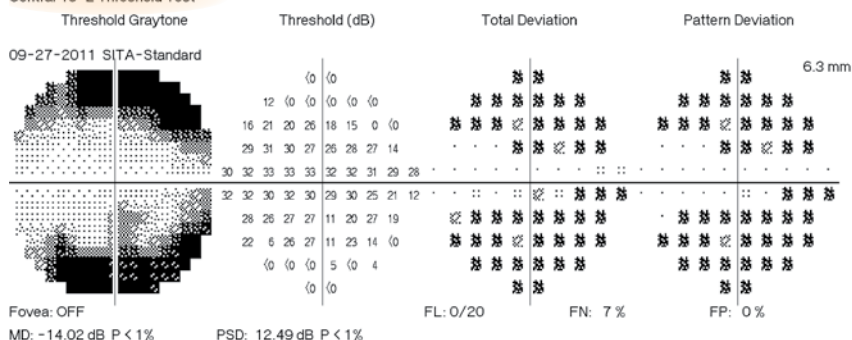 Central 10-2 Threshold Test
Threshold Graytone Threshold (dB) Total Deviation Pattern Deviation
09-27-2011 SITA-Standard
6.3 mm
⟨0 ⟨0
12 ⟨0 ⟨0 ⟨0 ⟨0 ⟨0
16 21 20 26 18 15 0 ⟨0
29 31 30 27 26 28 27 14
30 32 33 33 33 32 32 31 29 28
32 32 30 32 30 29 30 25 21 12
28 26 27 27 11 20 27 19
22 6 26 27 11 23 14 ⟨0
⟨0 ⟨0 ⟨0 5 ⟨0 4
⟨0 ⟨0
Fovea: OFF FL: 0/20 FN: 7 % FP: 0 %
MD: -14.02 dB P < 1% PSD: 12.49 dB P < 1%